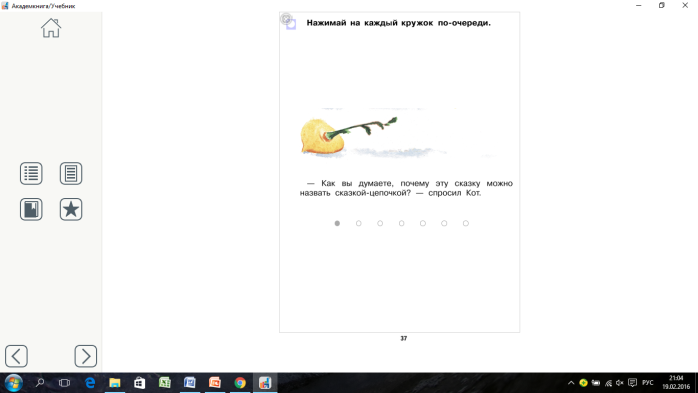 Академкнига/Учебник
Нажимай на каждый кружок по-очереди.
— Как вы думаете, почему эту сказку можно
назвать сказкой-цепочкой? — спросил Кот.
37
РУС
21:04
19.02.2016